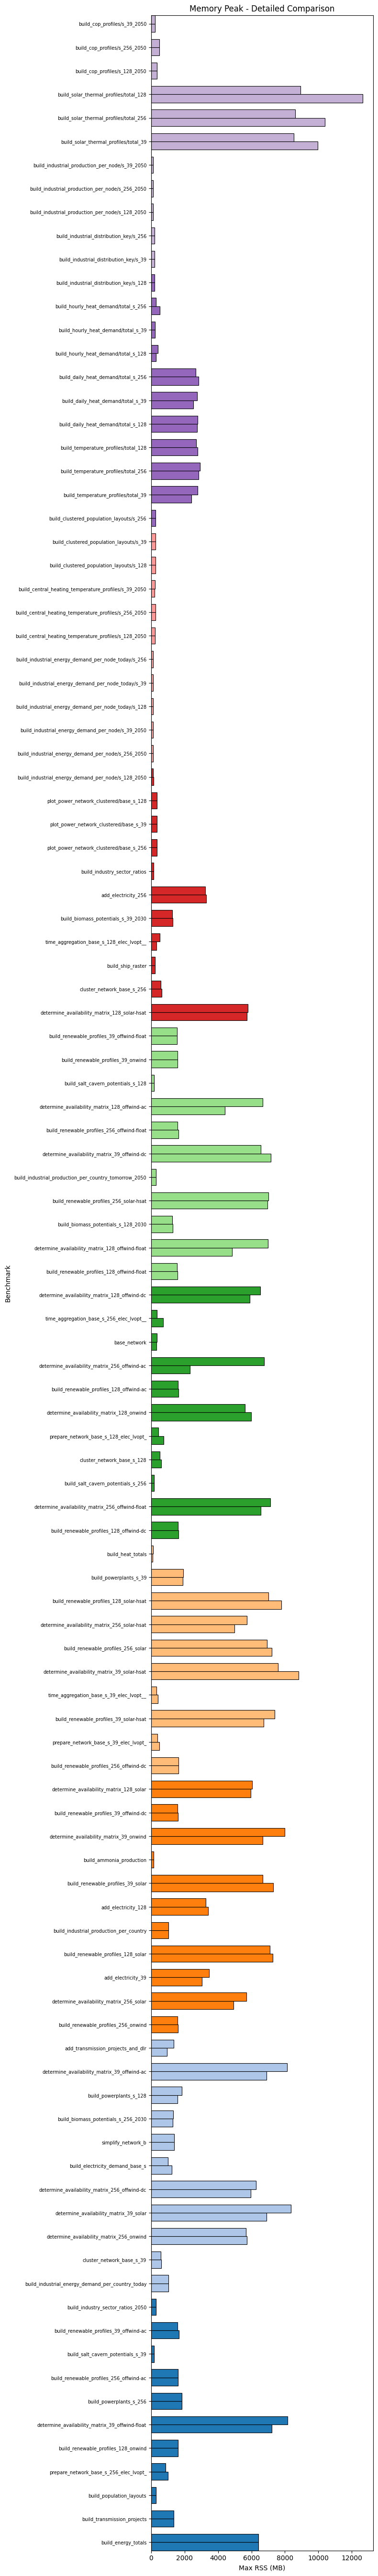 Memory Peak - Detailed Comparison
build_cop_profiles/s_39_2050
build_cop_profiles/s_256_2050
build_cop_profiles/s_128_2050
build_solar_thermal_profiles/total_128
build_solar_thermal_profiles/total_256
build_solar_thermal_profiles/total_39
build_industrial_production_per_node/s_39_2050
build_industrial_production_per_node/s_256_2050
build_industrial_production_per_node/s_128_2050
build_industrial_distribution_key/s_256
build_industrial_distribution_key/s_39
build_industrial_distribution_key/s_128
build_hourly_heat_demand/total_s_256
build_hourly_heat_demand/total_s_39
build_hourly_heat_demand/total_s_128
build_daily_heat_demand/total_s_256
build_daily_heat_demand/total_s_39
build_daily_heat_demand/total_s_128
build_temperature_profiles/total_128
build_temperature_profiles/total_256
build_temperature_profiles/total_39
build_clustered_population_layouts/s_256
build_clustered_population_layouts/s_39
build_clustered_population_layouts/s_128
build_central_heating_temperature_profiles/s_39_2050
build_central_heating_temperature_profiles/s_256_2050
build_central_heating_temperature_profiles/s_128_2050
build_industrial_energy_demand_per_node_today/s_256
build_industrial_energy_demand_per_node_today/s_39
build_industrial_energy_demand_per_node_today/s_128
build_industrial_energy_demand_per_node/s_39_2050
build_industrial_energy_demand_per_node/s_256_2050
build_industrial_energy_demand_per_node/s_128_2050
plot_power_network_clustered/base_s_128
plot_power_network_clustered/base_s_39
plot_power_network_clustered/base_s_256
build_industry_sector_ratios
add_electricity_256
build_biomass_potentials_s_39_2030
time_aggregation_base_s_128_elec_lvopt__
build_ship_raster
cluster_network_base_s_256
determine_availability_matrix_128_solar-hsat
build_renewable_profiles_39_offwind-float
build_renewable_profiles_39_onwind
build_salt_cavern_potentials_s_128
determine_availability_matrix_128_offwind-ac
build_renewable_profiles_256_offwind-float
determine_availability_matrix_39_offwind-dc
build_industrial_production_per_country_tomorrow_2050
build_renewable_profiles_256_solar-hsat
build_biomass_potentials_s_128_2030
determine_availability_matrix_128_offwind-float
build_renewable_profiles_128_offwind-float
determine_availability_matrix_128_offwind-dc
time_aggregation_base_s_256_elec_lvopt__
base_network
determine_availability_matrix_256_offwind-ac
build_renewable_profiles_128_offwind-ac
determine_availability_matrix_128_onwind
prepare_network_base_s_128_elec_lvopt_
cluster_network_base_s_128
build_salt_cavern_potentials_s_256
determine_availability_matrix_256_offwind-float
build_renewable_profiles_128_offwind-dc
build_heat_totals
build_powerplants_s_39
build_renewable_profiles_128_solar-hsat
determine_availability_matrix_256_solar-hsat
build_renewable_profiles_256_solar
determine_availability_matrix_39_solar-hsat
time_aggregation_base_s_39_elec_lvopt__
build_renewable_profiles_39_solar-hsat
prepare_network_base_s_39_elec_lvopt_
build_renewable_profiles_256_offwind-dc
determine_availability_matrix_128_solar
build_renewable_profiles_39_offwind-dc
determine_availability_matrix_39_onwind
build_ammonia_production
build_renewable_profiles_39_solar
add_electricity_128
build_industrial_production_per_country
build_renewable_profiles_128_solar
add_electricity_39
determine_availability_matrix_256_solar
build_renewable_profiles_256_onwind
add_transmission_projects_and_dlr
determine_availability_matrix_39_offwind-ac
build_powerplants_s_128
build_biomass_potentials_s_256_2030
simplify_network_b
build_electricity_demand_base_s
determine_availability_matrix_256_offwind-dc
determine_availability_matrix_39_solar
determine_availability_matrix_256_onwind
cluster_network_base_s_39
build_industrial_energy_demand_per_country_today
build_industry_sector_ratios_2050
build_renewable_profiles_39_offwind-ac
build_salt_cavern_potentials_s_39
build_renewable_profiles_256_offwind-ac
build_powerplants_s_256
determine_availability_matrix_39_offwind-float
build_renewable_profiles_128_onwind
prepare_network_base_s_256_elec_lvopt_
build_population_layouts
build_transmission_projects
build_energy_totals
Benchmark
0 2000 4000 6000 8000 10000 12000
Max RSS (MB)